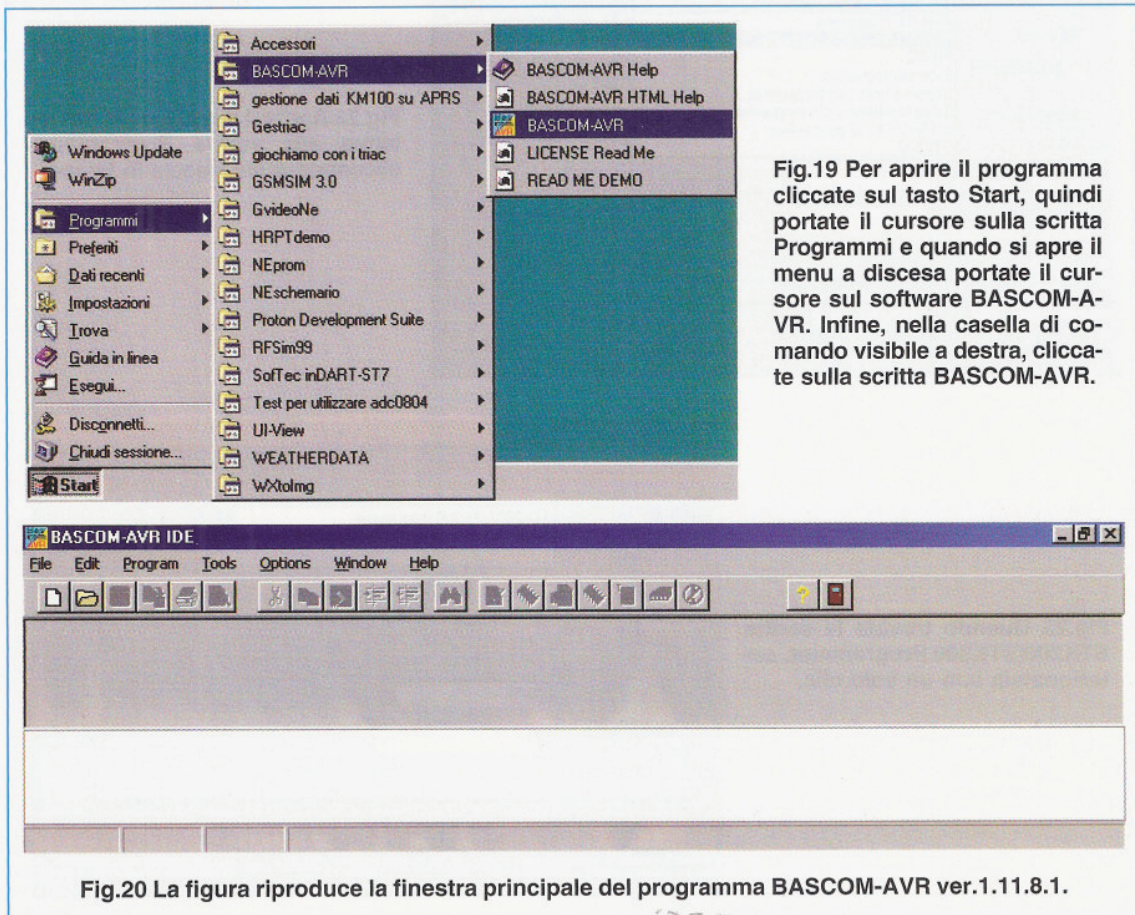 Accessori
BASCOM-AVR
gestione dati KM100 su APRS
Gestriac
giochiamo con i triac
GSMSIM 3.0
GvideoNe
HRPTdemo
NEprom
NEschemario
Proton Development Suite
RFSim99
SofTec inDART-ST7
Test per utilizzare adc0804
UI-View
WEATHERDATA
WXtoImg
BASCOM-AVR Help
BASCOM-AVR HTML Help
BASCOM-AVR
LICENSE Read Me
READ ME DEMO
Windows Update
WinZip
Programmi
Preferiti
Dati recenti
Impostazioni
Trova
Guida in linea
Esegui...
Disconnetti...
Chiudi sessione...
Start
Fig.19 Per aprire il programma
cliccate sul tasto Start, quindi
portate il cursore sulla scritta
Programmi e quando si apre il
menu a discesa portate il cur-
sore sul software BASCOM-A-
VR. Infine, nella casella di co-
mando visibile a destra, clicca-
te sulla scritta BASCOM-AVR.
BASCOM-AVR IDE
File Edit Program Tools Options Window Help
Fig.20 La figura riproduce la finestra principale del programma BASCOM-AVR ver.1.11.8.1.